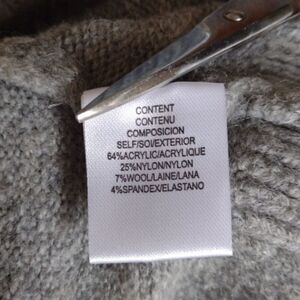 CONTENT
CONTENU
COMPOSICION
SELF/SOI/EXTERIOR
64%ACRYLIC/ACRYLIQUE
25%NYLON/NYLON
7%WOOL/LAINE/LANA
4%SPANDEX/ELASTANO